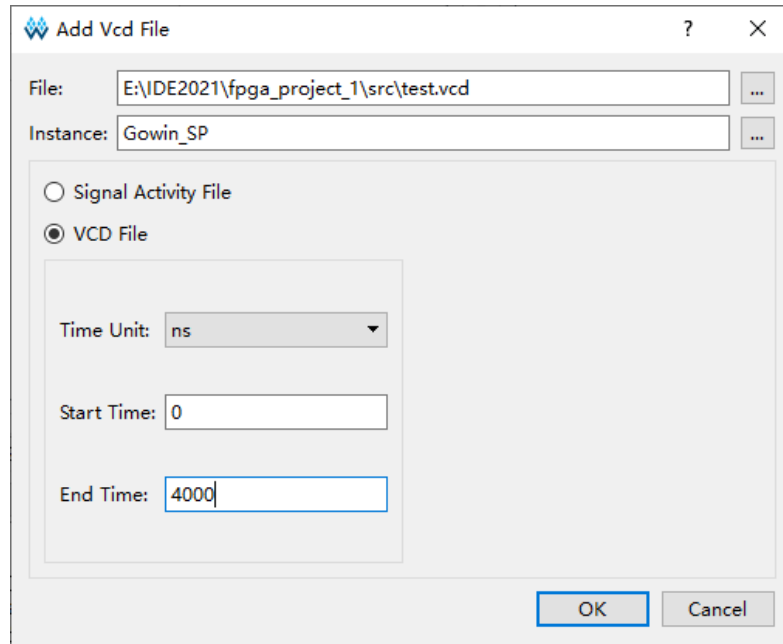 Add Vcd File ?
File: E:\IDE2021\fpga_project_1\src\test.vcd ...
Instance: Gowin_SP ...
Signal Activity File
VCD File
Time Unit: ns
Start Time: 0
End Time: 4000
OK Cancel